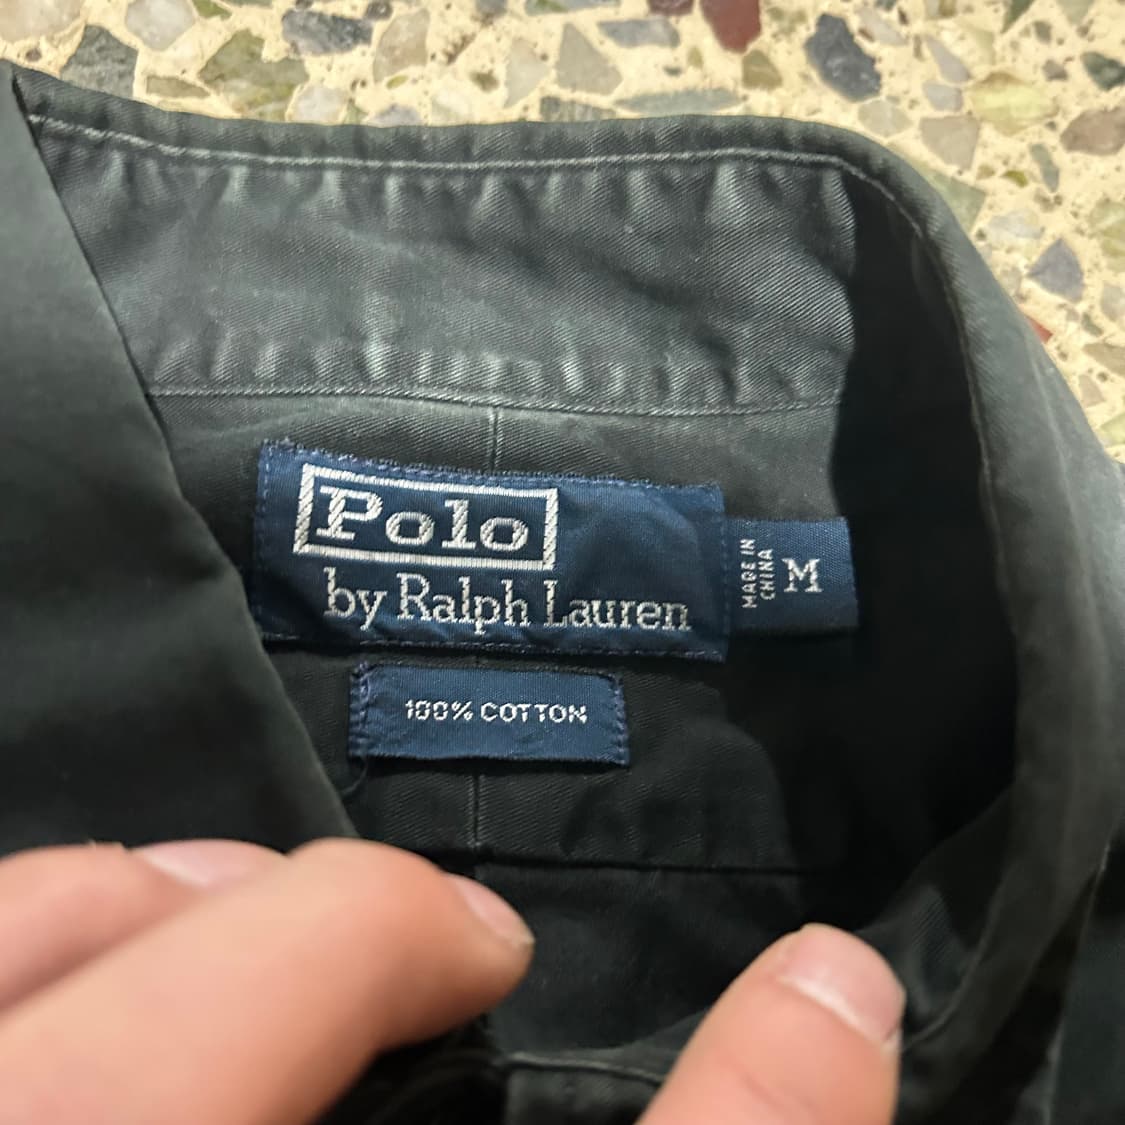 Polo
by Ralph Lauren
MADE IN
CHINA
M
100% COTTON